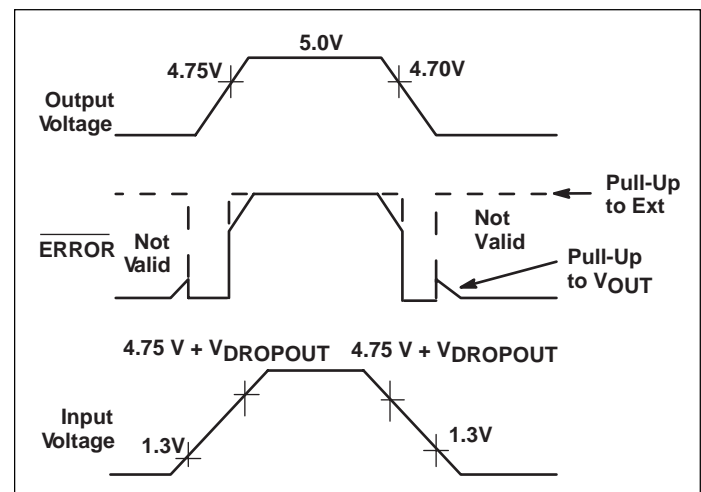 5.0V
4.75V
4.70V
Output
Voltage
Pull-Up
to Ext
Not
Valid
ERROR
Not
Valid
Pull-Up
to VOUT
4.75 V + VDROPOUT
4.75 V + VDROPOUT
Input
Voltage
1.3V
1.3V